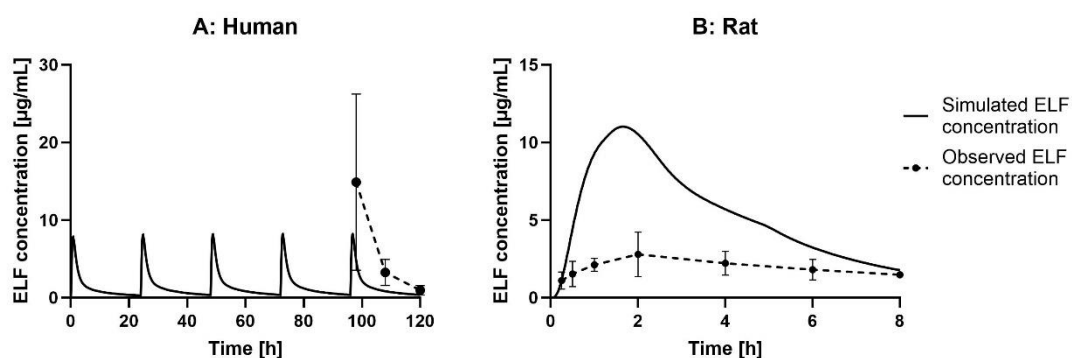 A: Human
ELF concentration [µg/mL]
30
20
10
0
0 20 40 60 80 100 120
Time [h]
B: Rat
ELF concentration [µg/mL]
15
10
5
0
0 2 4 6 8
Time [h]
Simulated ELF
concentration
Observed ELF
concentration